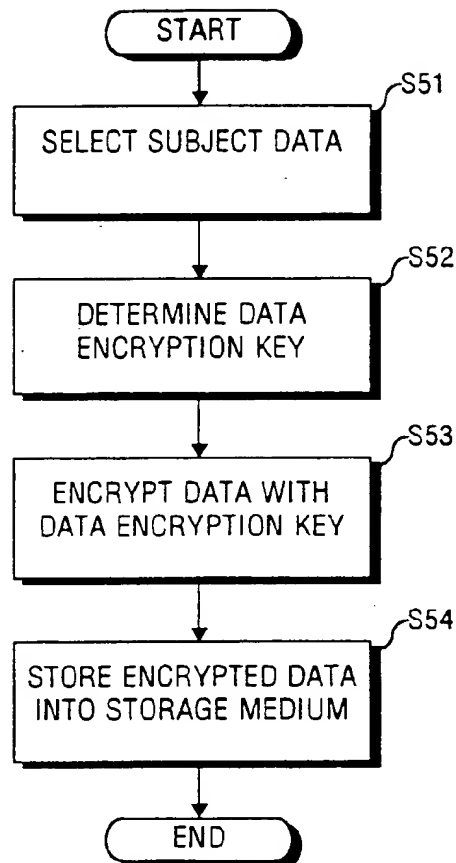 START
S51
SELECT SUBJECT DATA
S52
DETERMINE DATA
ENCRYPTION KEY
S53
ENCRYPT DATA WITH
DATA ENCRYPTION KEY
S54
STORE ENCRYPTED DATA
INTO STORAGE MEDIUM
END